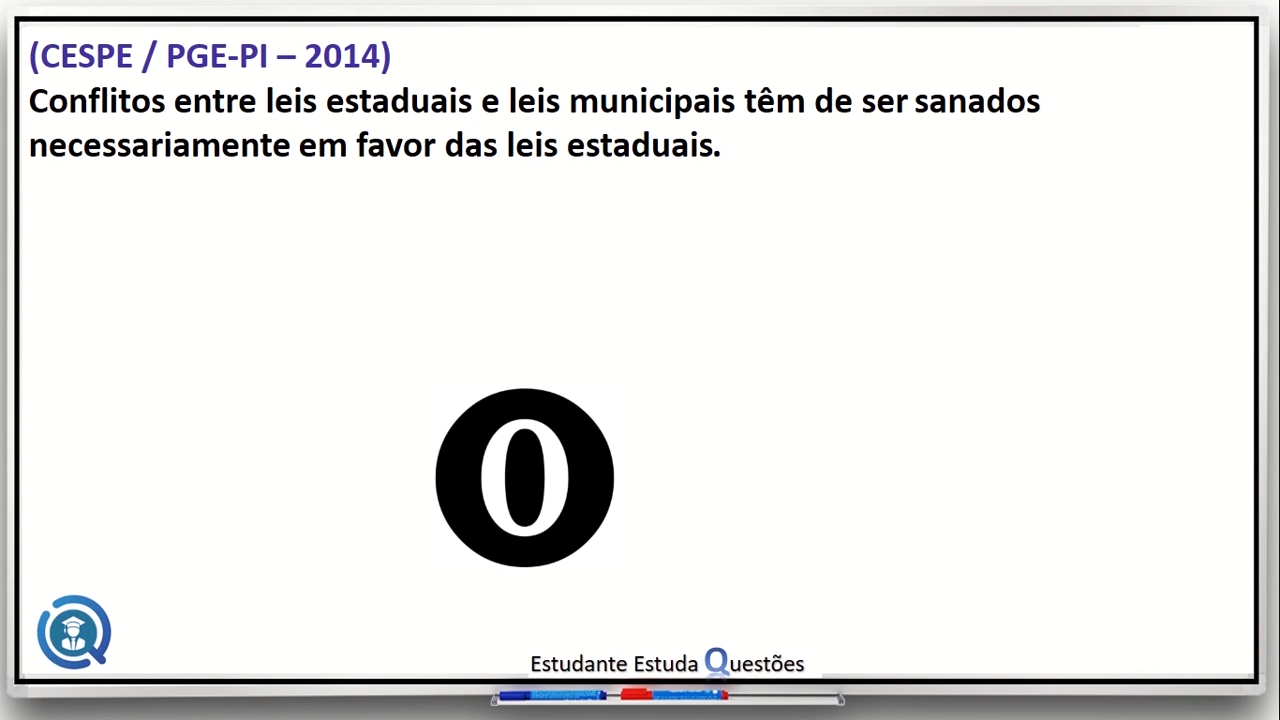 (CESPE / PGE-PI – 2014)
Conflitos entre leis estaduais e leis municipais têm de ser sanados
necessariamente em favor das leis estaduais.
0
Estudante Estuda Questões